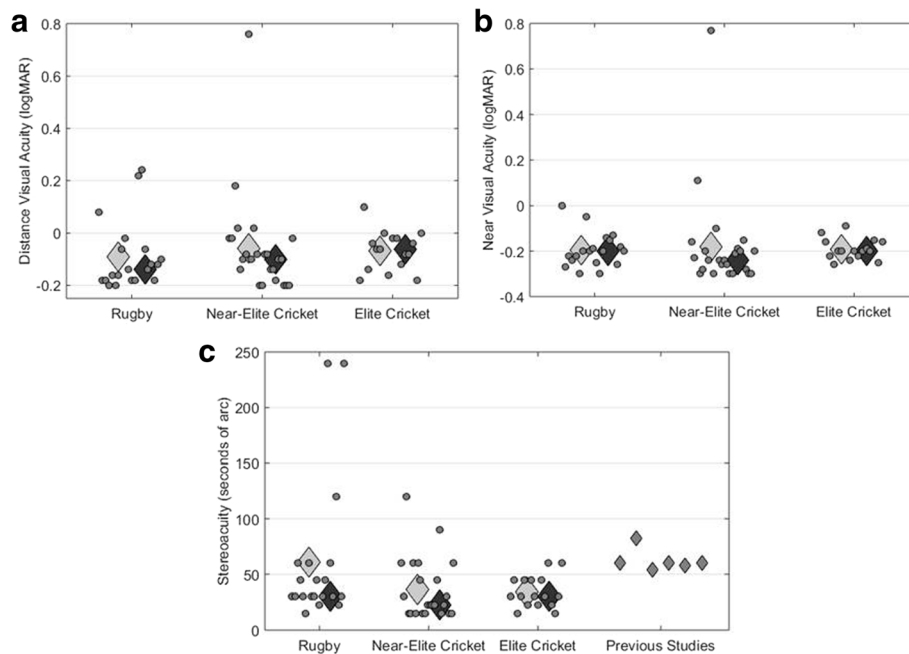 a
Distance Visual Acuity (logMAR)
0.8
0.6
0.4
0.2
0
-0.2
Rugby
Near-Elite Cricket
Elite Cricket
b
Near Visual Acuity (logMAR)
0.8
0.6
0.4
0.2
0
-0.2
-0.4
Rugby
Near-Elite Cricket
Elite Cricket
c
Stereoacuity (seconds of arc)
250
200
150
100
50
0
Rugby
Near-Elite Cricket
Elite Cricket
Previous Studies